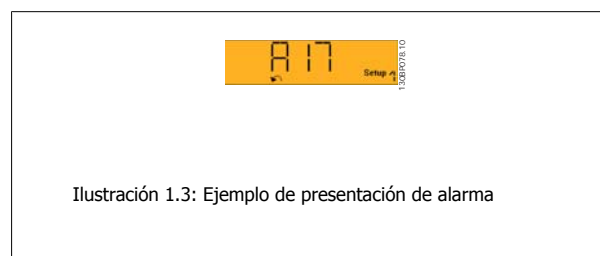 A17
Setup 1
130BP078.10
Ilustración 1.3: Ejemplo de presentación de alarma